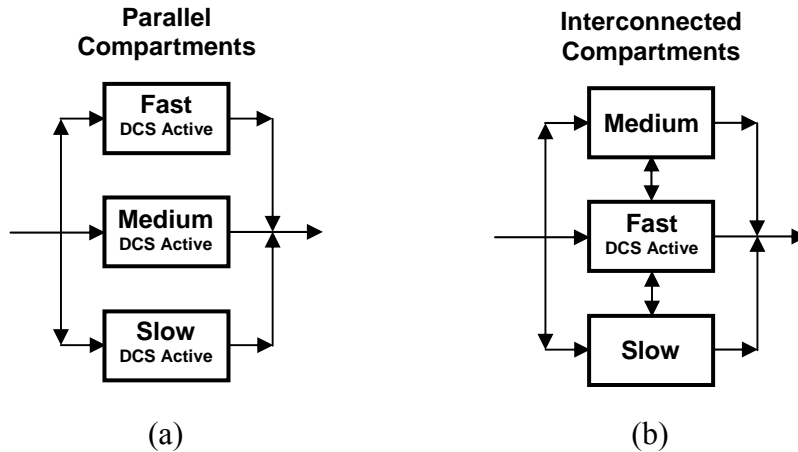 Parallel
Compartments
Fast
DCS Active
Medium
DCS Active
Slow
DCS Active
(a)
Interconnected
Compartments
Medium
Fast
DCS Active
Slow
(b)